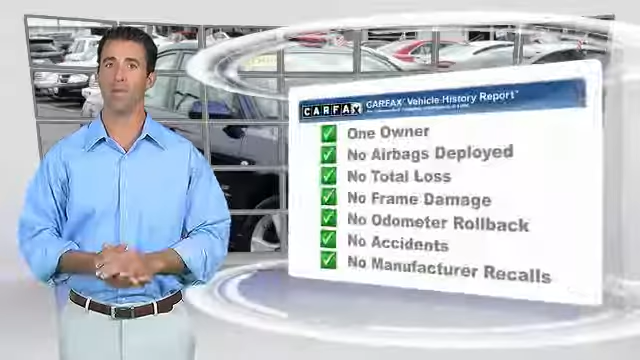 CARFAX CARFAX Vehicle History Report™
One Owner
No Airbags Deployed
No Total Loss
No Frame Damage
No Odometer Rollback
No Accidents
No Manufacturer Recalls